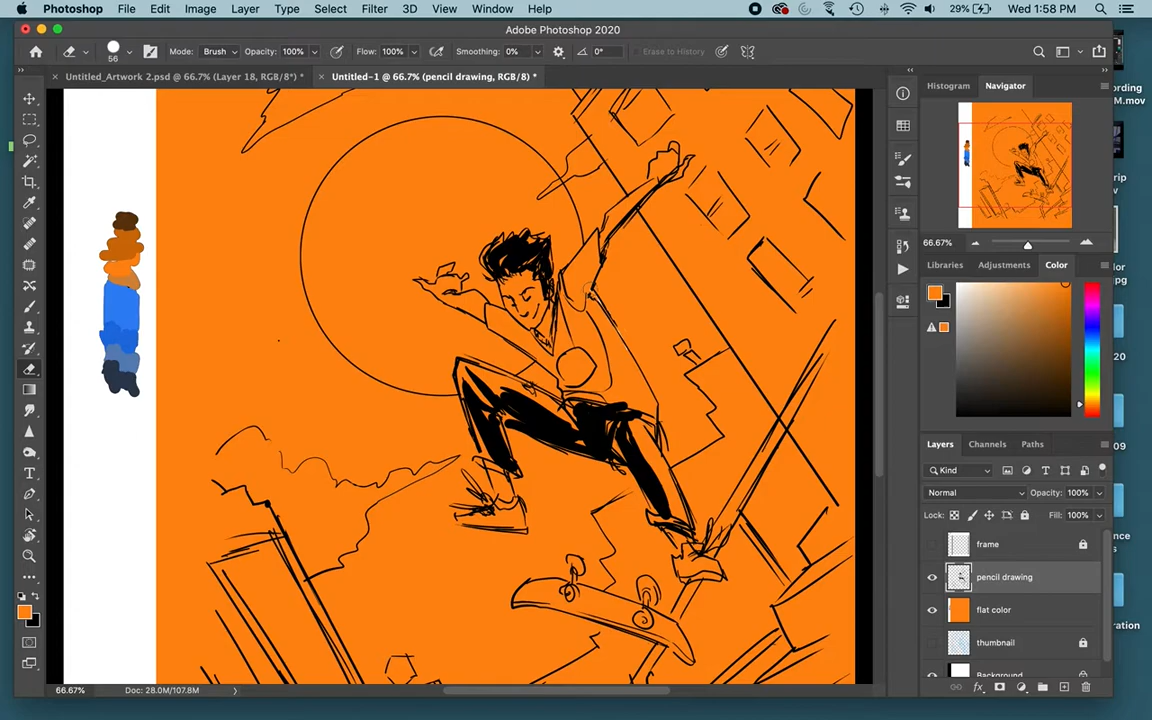 Photoshop File Edit Image Layer Type Select Filter 3D View Window Help 29% Wed 1:58 PM
Adobe Photoshop 2020
56 Mode: Brush Opacity: 100% Flow: 100% Smoothing: 0% 0° Erase to History
Untitled_Artwork 2.psd @ 66.7% (Layer 18, RGB/8) * Untitled-1 @ 66.7% (pencil drawing, RGB/8) *
Histogram Navigator
66.67%
Libraries Adjustments Color
Layers Channels Paths
Kind
Normal Opacity: 100%
Lock: Fill: 100%
frame
pencil drawing
flat color
thumbnail
Background
66.67% Doc: 28.0M/107.8M